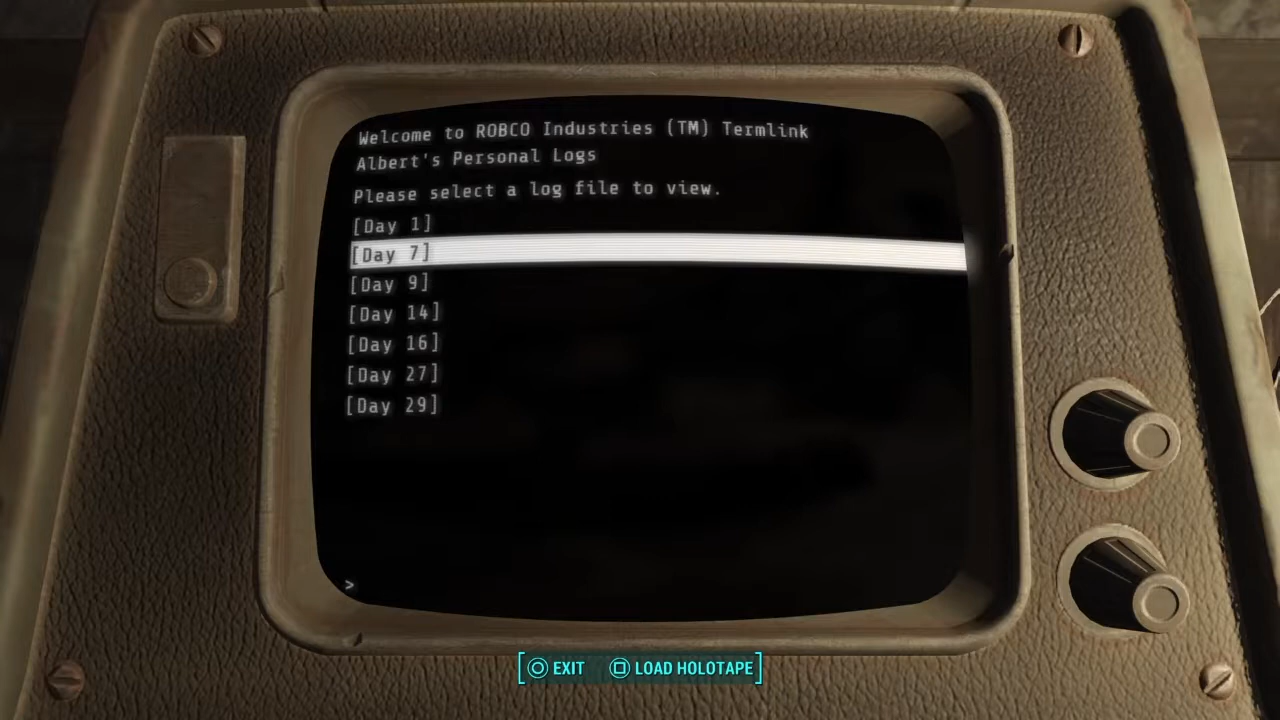 Welcome to ROBCO Industries (TM) Termlink
Albert's Personal Logs
Please select a log file to view.
[Day 1]
[Day 7]
[Day 9]
[Day 14]
[Day 16]
[Day 27]
[Day 29]
>
EXIT LOAD HOLOTAPE